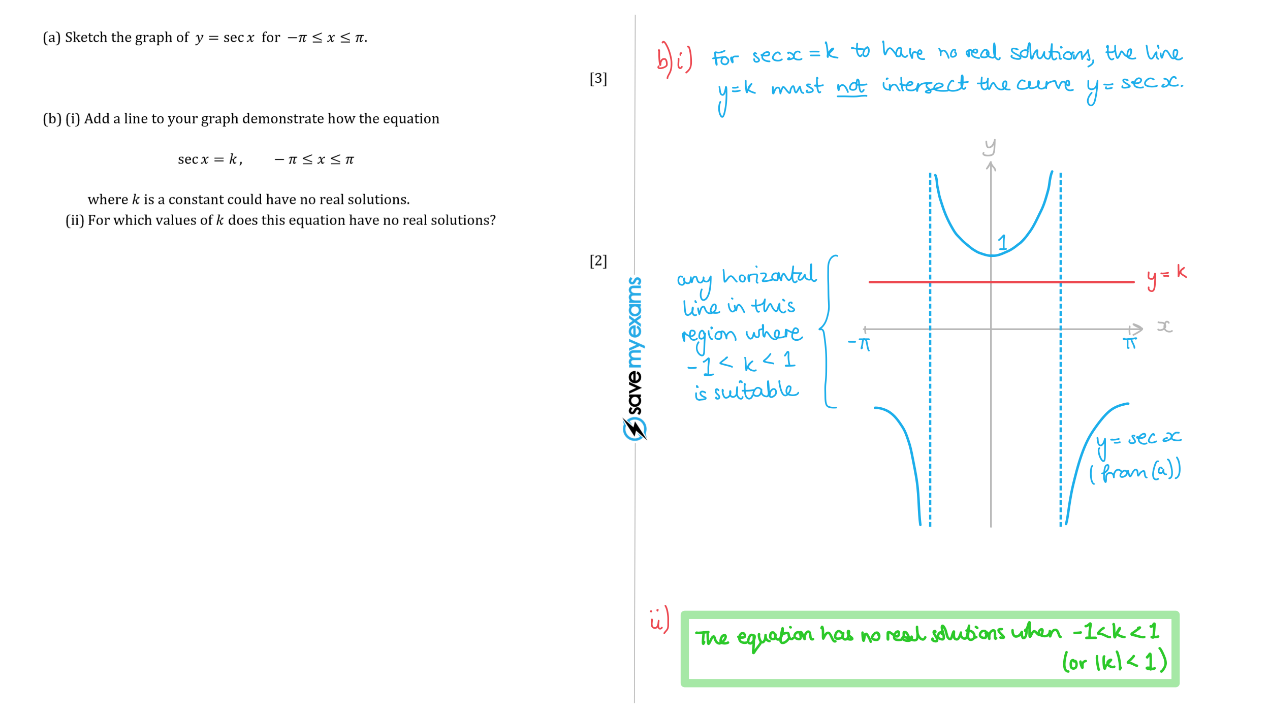 (a) Sketch the graph of y = sec x for −π ≤ x ≤ π.
[3]
(b) (i) Add a line to your graph demonstrate how the equation
sec x = k, − π ≤ x ≤ π
where k is a constant could have no real solutions.
(ii) For which values of k does this equation have no real solutions?
[2]
savemyexams
b) i) For sec x = k to have no real solutions, the line
y = k must not intersect the curve y = sec x.
y
1
any horizontal
line in this
region where
-1 < k < 1
is suitable
y = k
x
-π
π
y = sec x
(from (a))
ii) The equation has no real solutions when -1<k<1
(or |k|<1)